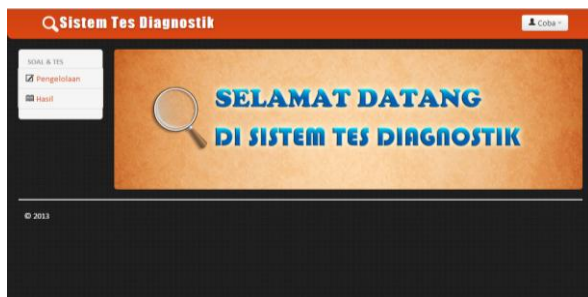 Sistem Tes Diagnostik
Coba
SOAL & TES
Pengelolaan
Hasil
SELAMAT DATANG
DI SISTEM TES DIAGNOSTIK
© 2013